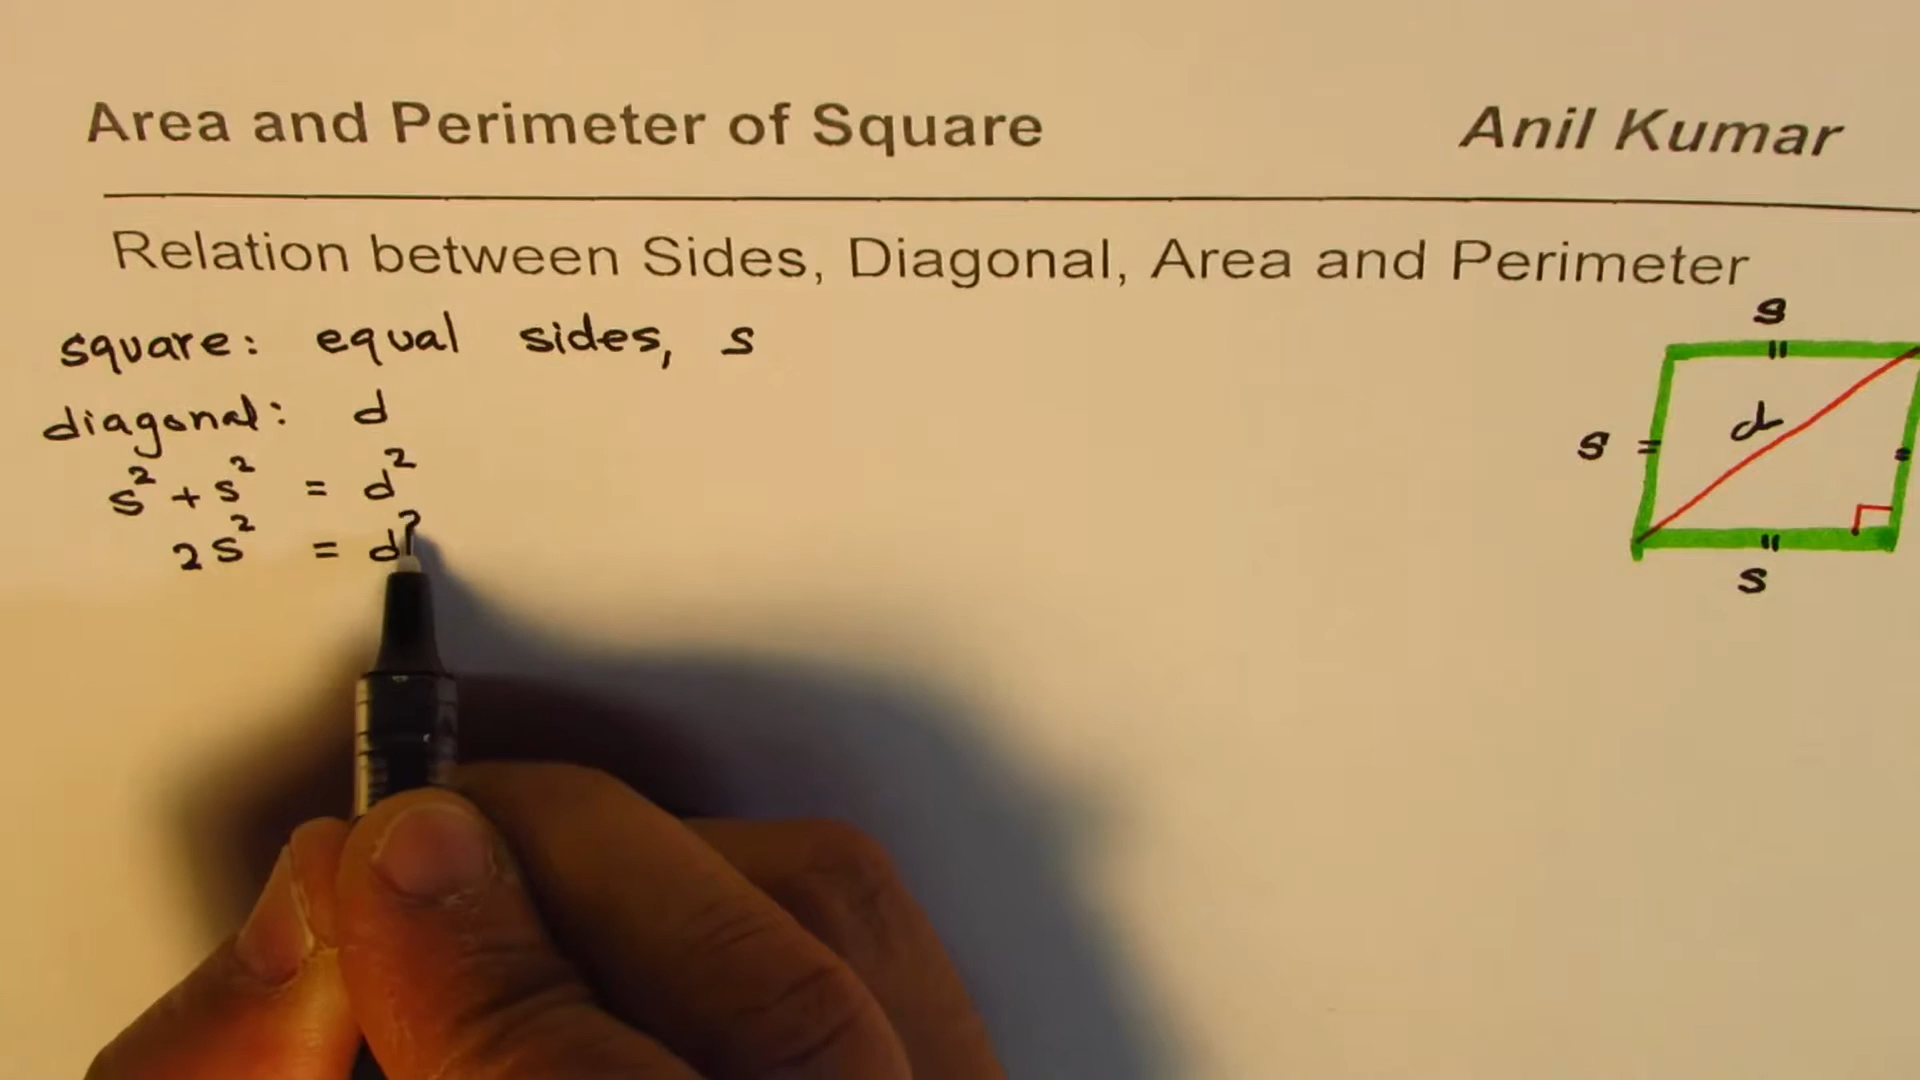 Area and Perimeter of Square
Anil Kumar
Relation between Sides, Diagonal, Area and Perimeter
square: equal sides, s
diagonal: d
s² + s² = d²
2s² = d²
s
s
d
s